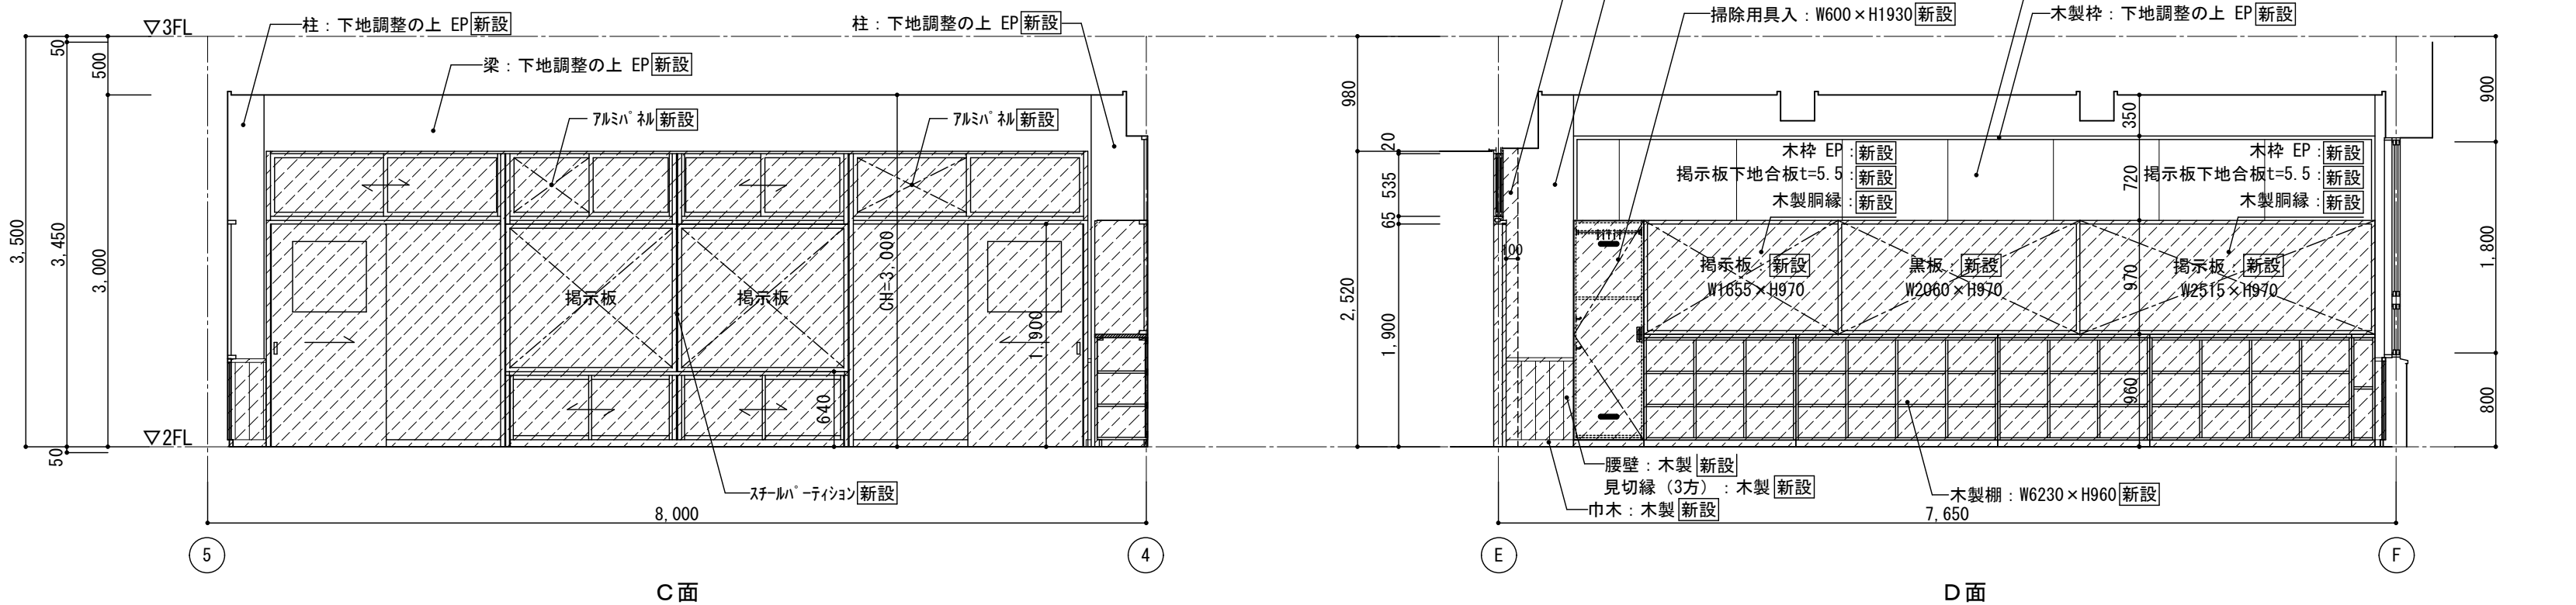 ▽3FL
柱：下地調整の上 EP 新設
柱：下地調整の上 EP 新設
梁：下地調整の上 EP 新設
ｱﾙﾐﾊﾟﾈﾙ 新設
ｱﾙﾐﾊﾟﾈﾙ 新設
50
500
3,500
3,450
3,000
CH=3,000
1,900
640
掲示板
掲示板
▽2FL
50
ｽﾁｰﾙﾊﾟｰﾃｨｼｮﾝ 新設
8,000
5
4
C面
掃除用具入：W600×H1930 新設
木製枠：下地調整の上 EP 新設
980
20
535
65
2,520
1,900
100
350
720
970
960
900
1,800
800
木枠 EP：新設
掲示板下地合板t=5.5：新設
木製胴縁：新設
木枠 EP：新設
掲示板下地合板t=5.5：新設
木製胴縁：新設
掲示板：新設
W1655×H970
黒板：新設
W2060×H970
掲示板：新設
W2515×H970
腰壁：木製 新設
見切縁（3方）：木製 新設
巾木：木製 新設
木製棚：W6230×H960 新設
7,650
E
F
D面